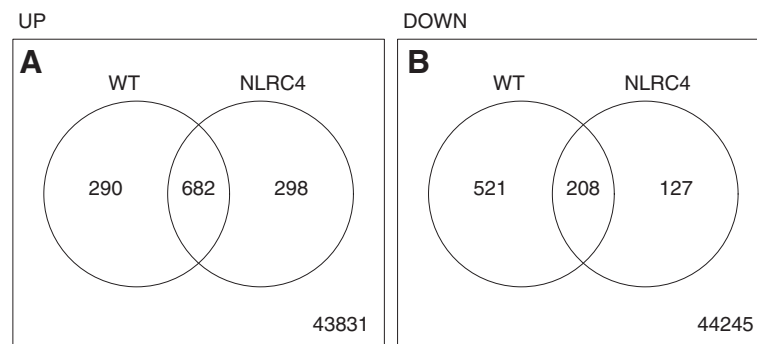 UP
A
WT
NLRC4
290
682
298
43831
DOWN
B
WT
NLRC4
521
208
127
44245